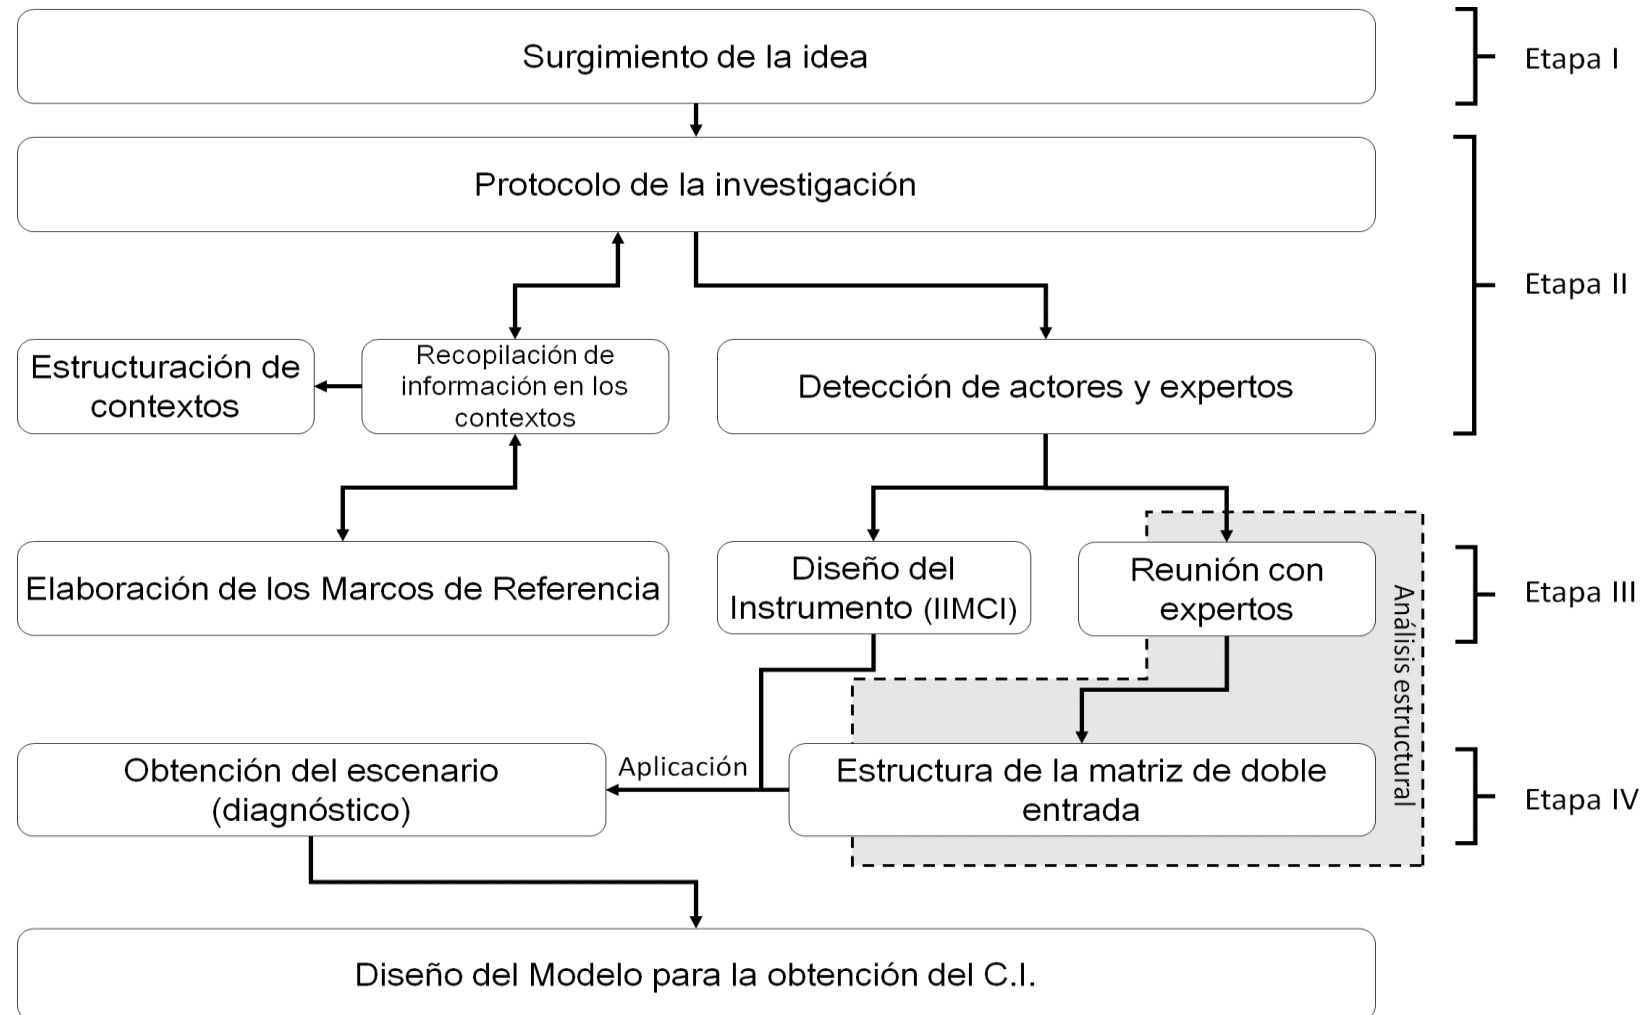 Surgimiento de la idea
Etapa I
Protocolo de la investigación
Etapa II
Estructuración de
contextos
Recopilación de
información en los
contextos
Detección de actores y expertos
Elaboración de los Marcos de Referencia
Diseño del
Instrumento (IIMCI)
Reunión con
expertos
Análisis estructural
Etapa III
Obtención del escenario
(diagnóstico)
Aplicación
Estructura de la matriz de doble
entrada
Etapa IV
Diseño del Modelo para la obtención del C.I.